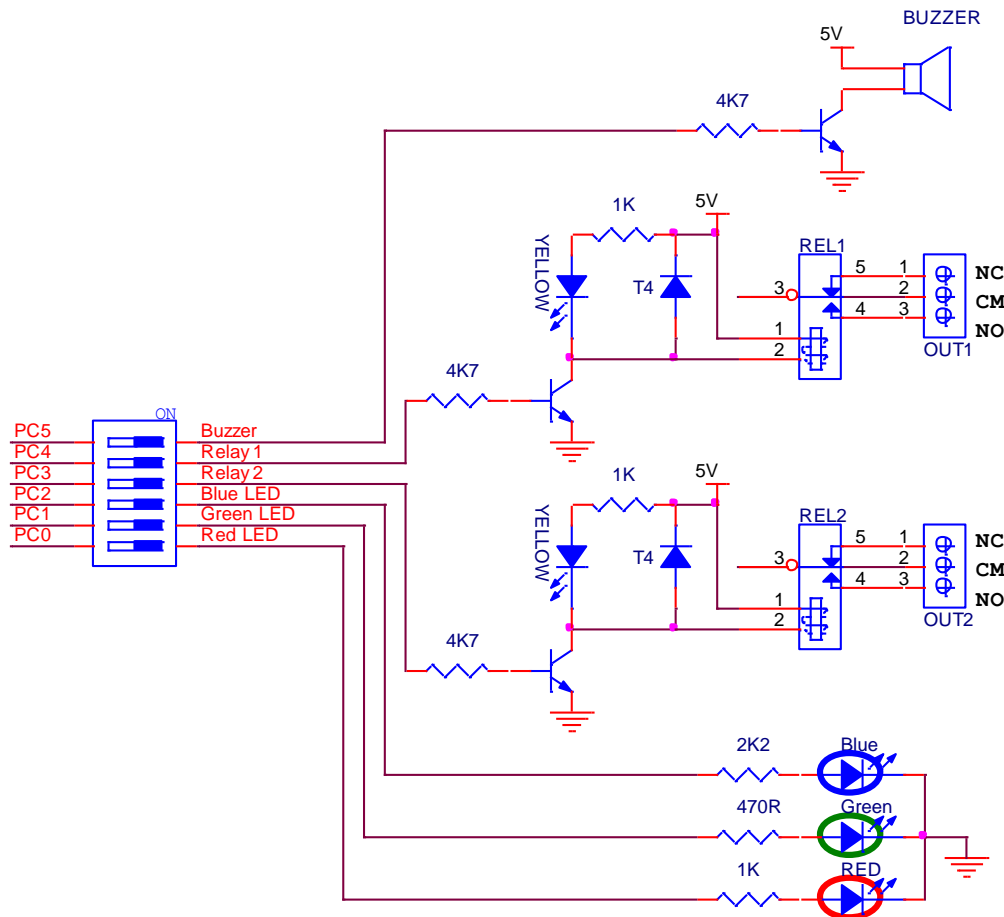 BUZZER
5V
4K7
1K
5V
YELLOW
T4
REL1
3
5
4
1
2
1
2
3
NC
CM
NO
OUT1
4K7
ON
PC5
PC4
PC3
PC2
PC1
PC0
Buzzer
Relay 1
Relay 2
Blue LED
Green LED
Red LED
1K
5V
YELLOW
T4
REL2
3
5
4
1
2
1
2
3
NC
CM
NO
OUT2
4K7
2K2
Blue
470R
Green
1K
RED